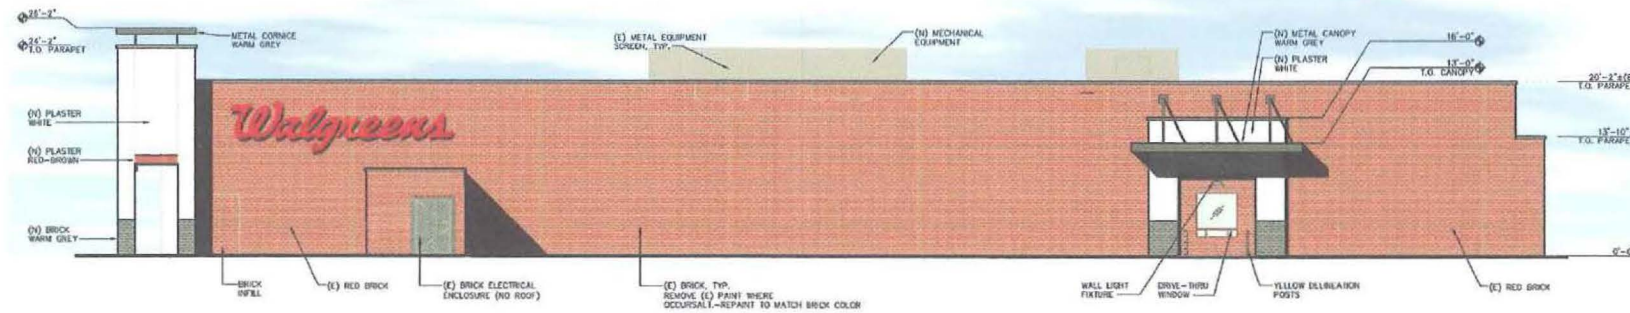 26'-2"
24'-2"
T.O. PARAPET
METAL CORNICE
WARM GREY
(E) METAL EQUIPMENT
SCREEN, TYP.
(N) MECHANICAL
EQUIPMENT
(N) METAL CANOPY
WARM GREY
(N) PLASTER
WHITE
16'-0"
13'-0"
T.O. CANOPY
20'-2"±(E
T.O. PARAPE
13'-10"
T.O. PARAPE
(N) PLASTER
WHITE
(N) PLASTER
RED-BROWN
Walgreens
(N) BRICK
WARM GREY
BRICK
INFILL
(E) RED BRICK
(E) BRICK ELECTRICAL
ENCLOSURE (NO ROOF)
(E) BRICK, TYP.
REMOVE (E) PAINT WHERE
OCCURSALT.-REPAINT TO MATCH BRICK COLOR
WALL LIGHT
FIXTURE
DRIVE-THRU
WINDOW
YELLOW DELINEATION
POSTS
(E) RED BRICK
0'-0